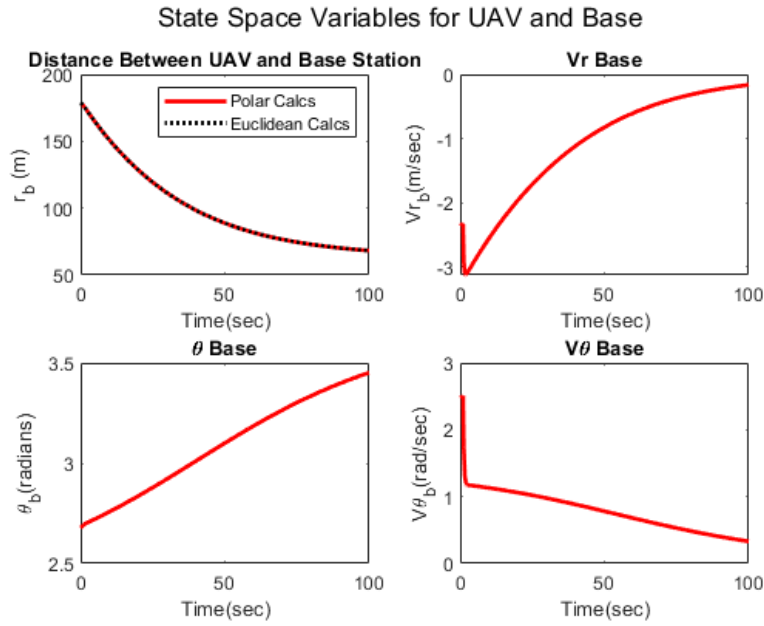 State Space Variables for UAV and Base
Distance Between UAV and Base Station
200
150
100
50
r_b (m)
Polar Calcs
Euclidean Calcs
0 50 100
Time(sec)
Vr Base
0
-1
-2
-3
Vr_b(m/sec)
0 50 100
Time(sec)
θ Base
3.5
3
2.5
θ_b(radians)
0 50 100
Time(sec)
Vθ Base
3
2
1
0
Vθ_b(rad/sec)
0 50 100
Time(sec)